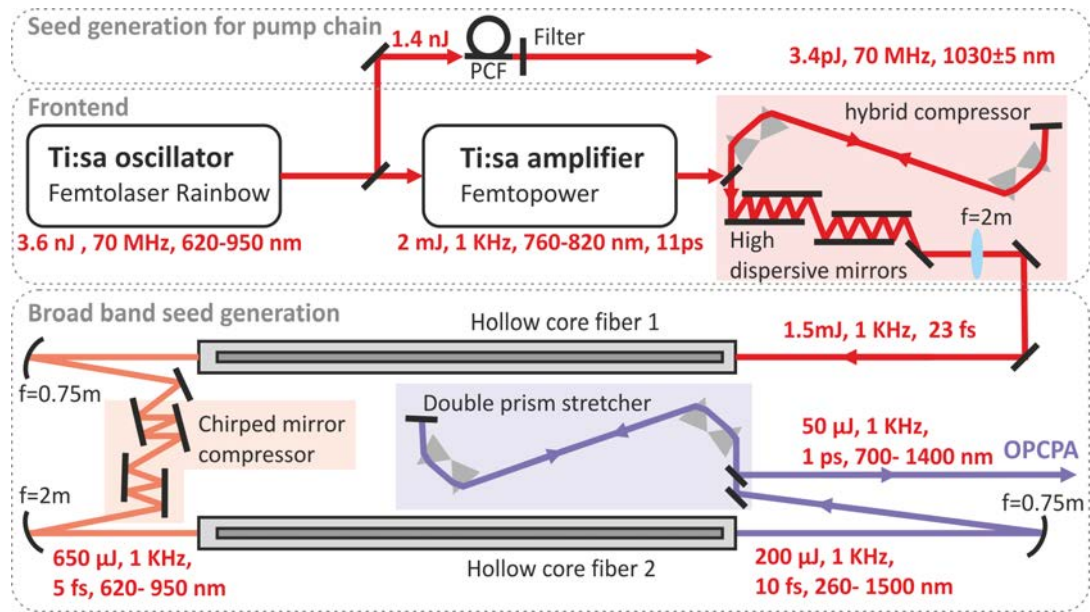 Seed generation for pump chain
1.4 nJ
Filter
PCF
3.4pJ, 70 MHz, 1030±5 nm
Frontend
hybrid compressor
Ti:sa oscillator
Femtolaser Rainbow
Ti:sa amplifier
Femtopower
3.6 nJ , 70 MHz, 620-950 nm
2 mJ, 1 KHz, 760-820 nm, 11ps
High
dispersive mirrors
f=2m
Broad band seed generation
Hollow core fiber 1
1.5mJ, 1 KHz, 23 fs
f=0.75m
Chirped mirror
compressor
Double prism stretcher
50 µJ, 1 KHz,
1 ps, 700- 1400 nm
OPCPA
f=2m
f=0.75m
650 µJ, 1 KHz,
5 fs, 620- 950 nm
Hollow core fiber 2
200 µJ, 1 KHz,
10 fs, 260- 1500 nm